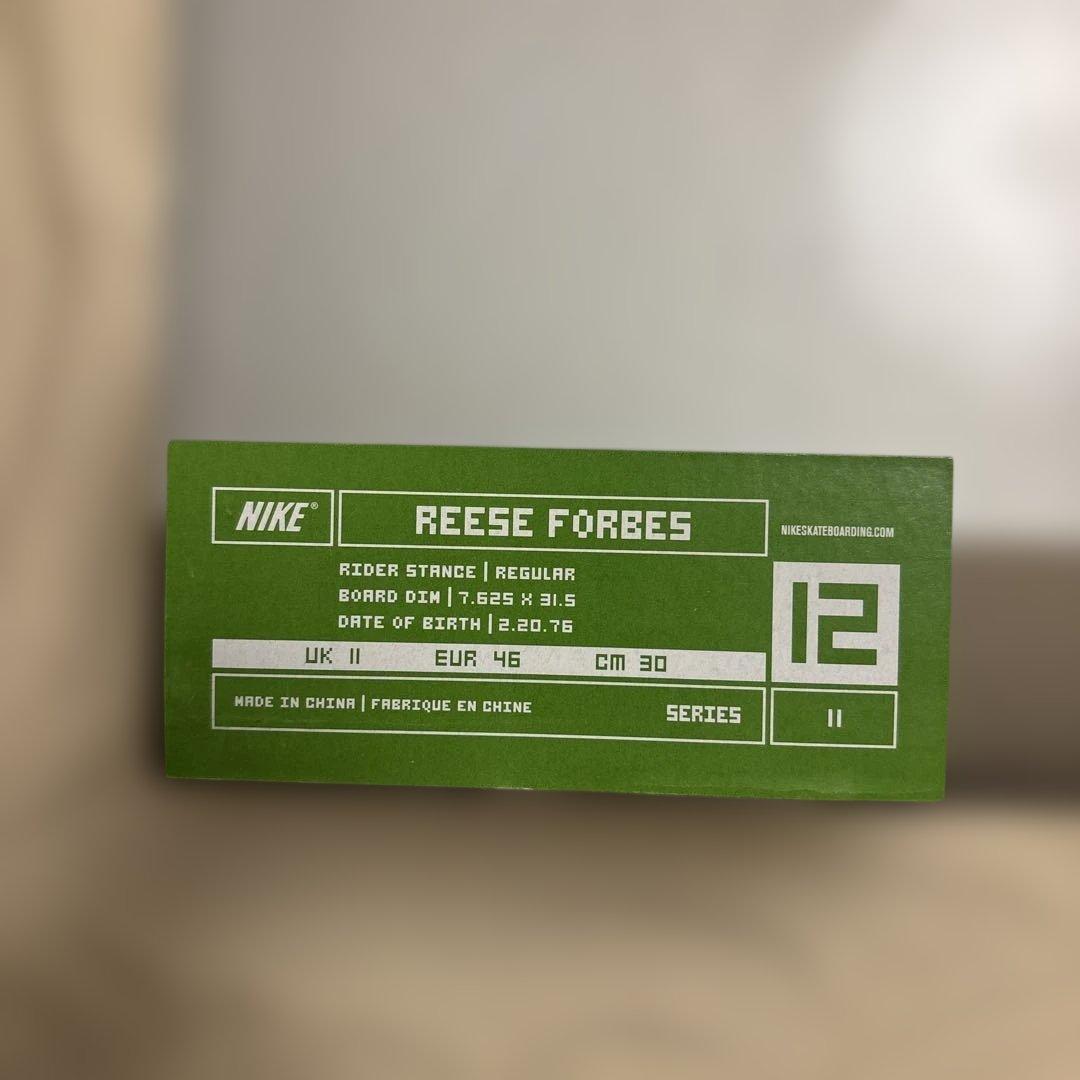 NIKE®
REESE FORBES
NIKESKATEBOARDING.COM
RIDER STANCE | REGULAR
BOARD DIM | 7.625 X 31.5
DATE OF BIRTH | 2.20.76
12
UK 11 EUR 46 CM 30
MADE IN CHINA | FABRIQUE EN CHINE
SERIES
II